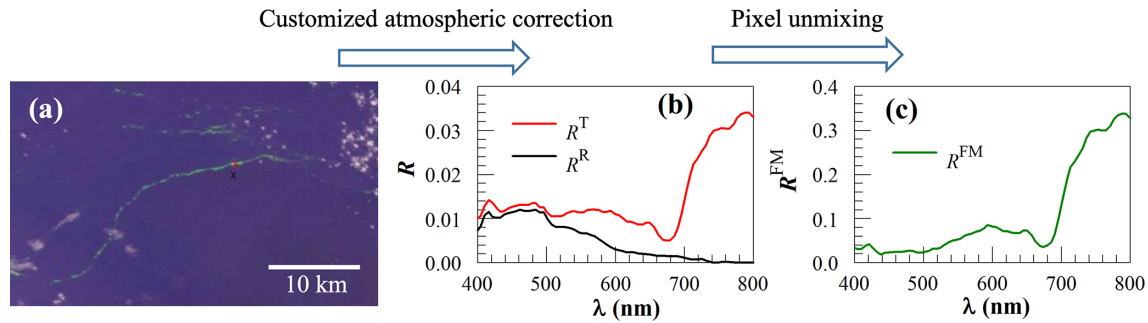 Customized atmospheric correction
Pixel unmixing
(a)
x
10 km
(b)
R
0.04
0.03
0.02
0.01
0.00
R^T
R^R
400 500 600 700 800
λ (nm)
(c)
R^FM
0.4
0.3
0.2
0.1
0.0
R^FM
400 500 600 700 800
λ (nm)